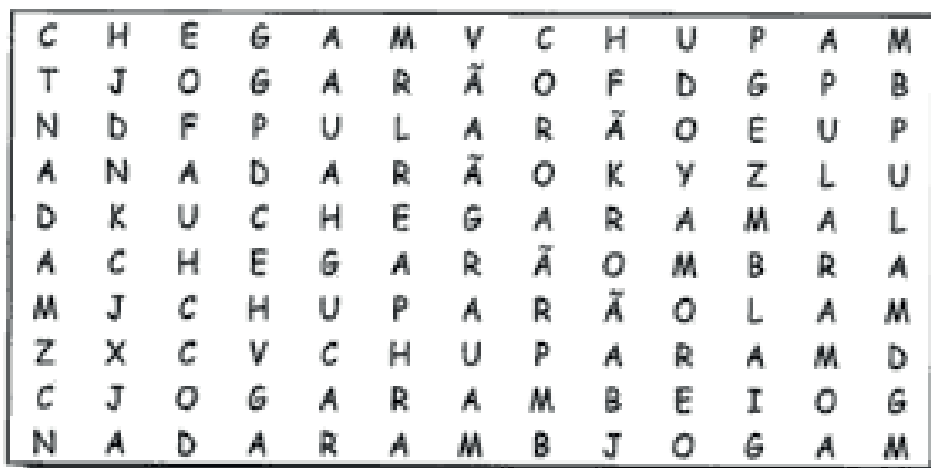 C H E G A M V C H U P A M
T J O G A R Ã O F D G P B
N D F P U L A R Ã O E U P
A N A D A R Ã O K Y Z L U
D K U C H E G A R A M A L
A C H E G A R Ã O M B R A
M J C H U P A R Ã O L A M
Z X C V C H U P A R A M D
C J O G A R A M B E I O G
N A D A R A M B J O G A M